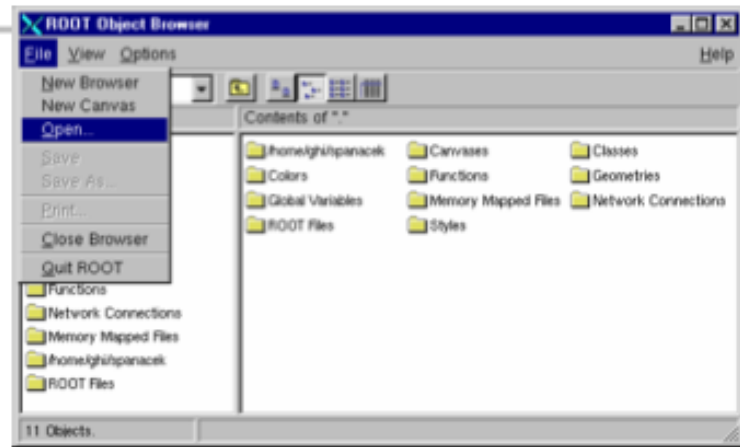 ROOT Object Browser
File View Options Help
New Browser
New Canvas
Open...
Save
Save As...
Print...
Close Browser
Quit ROOT
Functions
Network Connections
Memory Mapped Files
/home/ghi/spanacek
ROOT Files
Contents of "."
/home/ghi/spanacek Canvases Classes
Colors Functions Geometries
Global Variables Memory Mapped Files Network Connections
ROOT Files Styles
11 Objects.